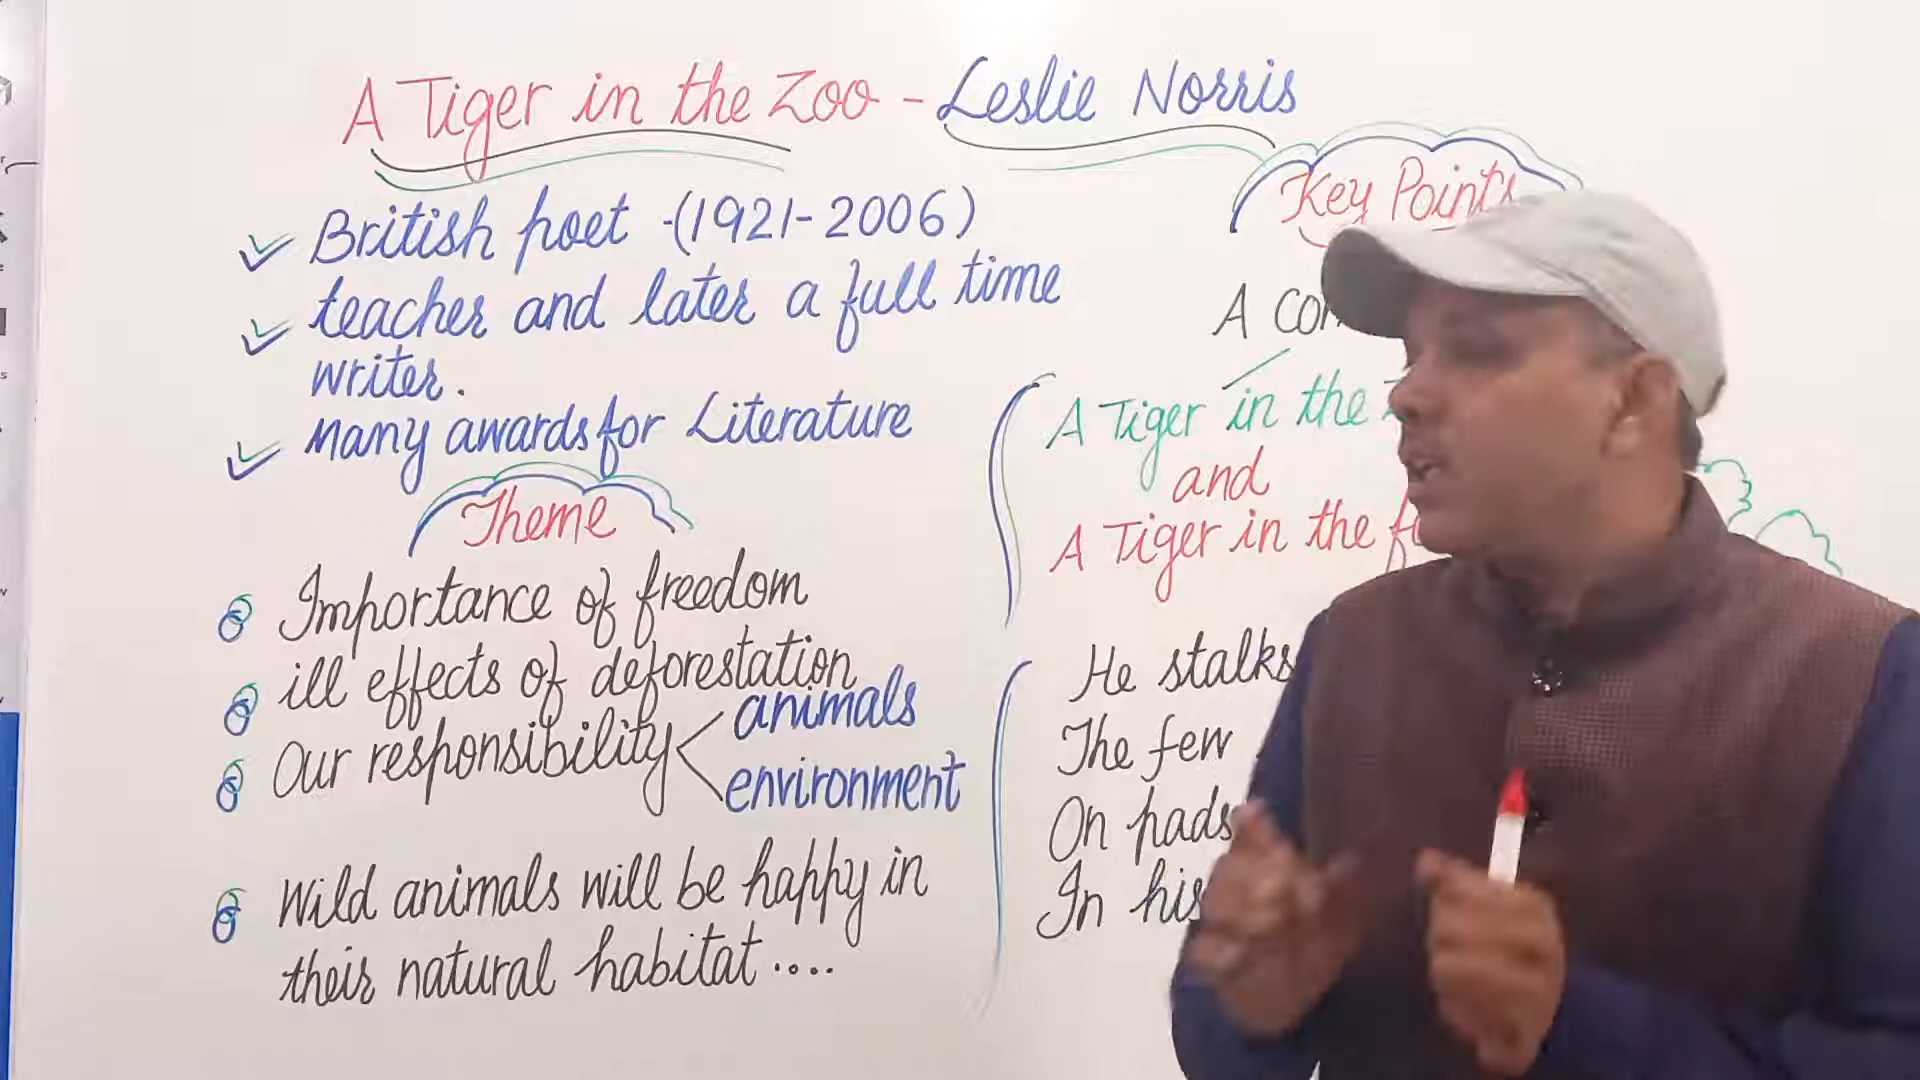 A Tiger in the Zoo - Leslie Norris
British poet - (1921-2006)
teacher and later a full time
writer.
Many awards for Literature
Theme
Importance of freedom
ill effects of deforestation
Our responsibility < animals
environment
Wild animals will be happy in
their natural habitat ....
Key Points
A
A Tiger in the
and
A Tiger in the
He stalks
The few
On pads
In his